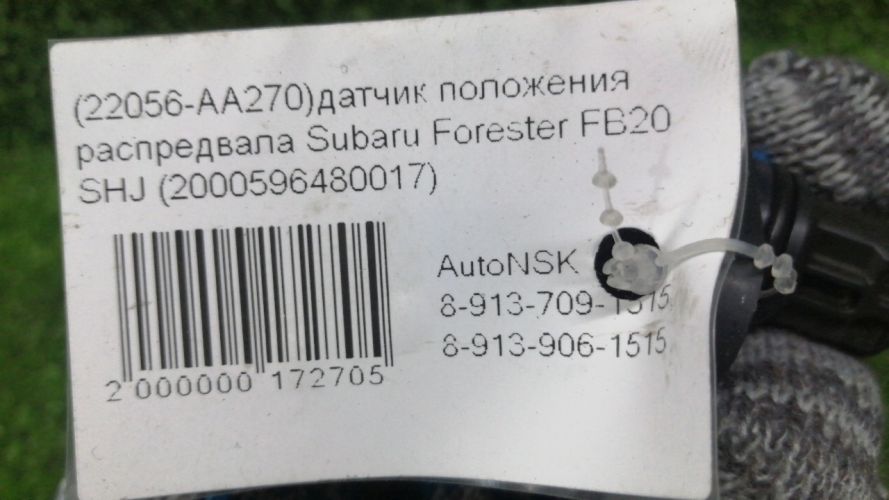 (22056-AA270)датчик положения
распредвала Subaru Forester FB20
SHJ (2000596480017)
AutoNSK
8-913-709-1515
8-913-906-1515
2 000000 172705